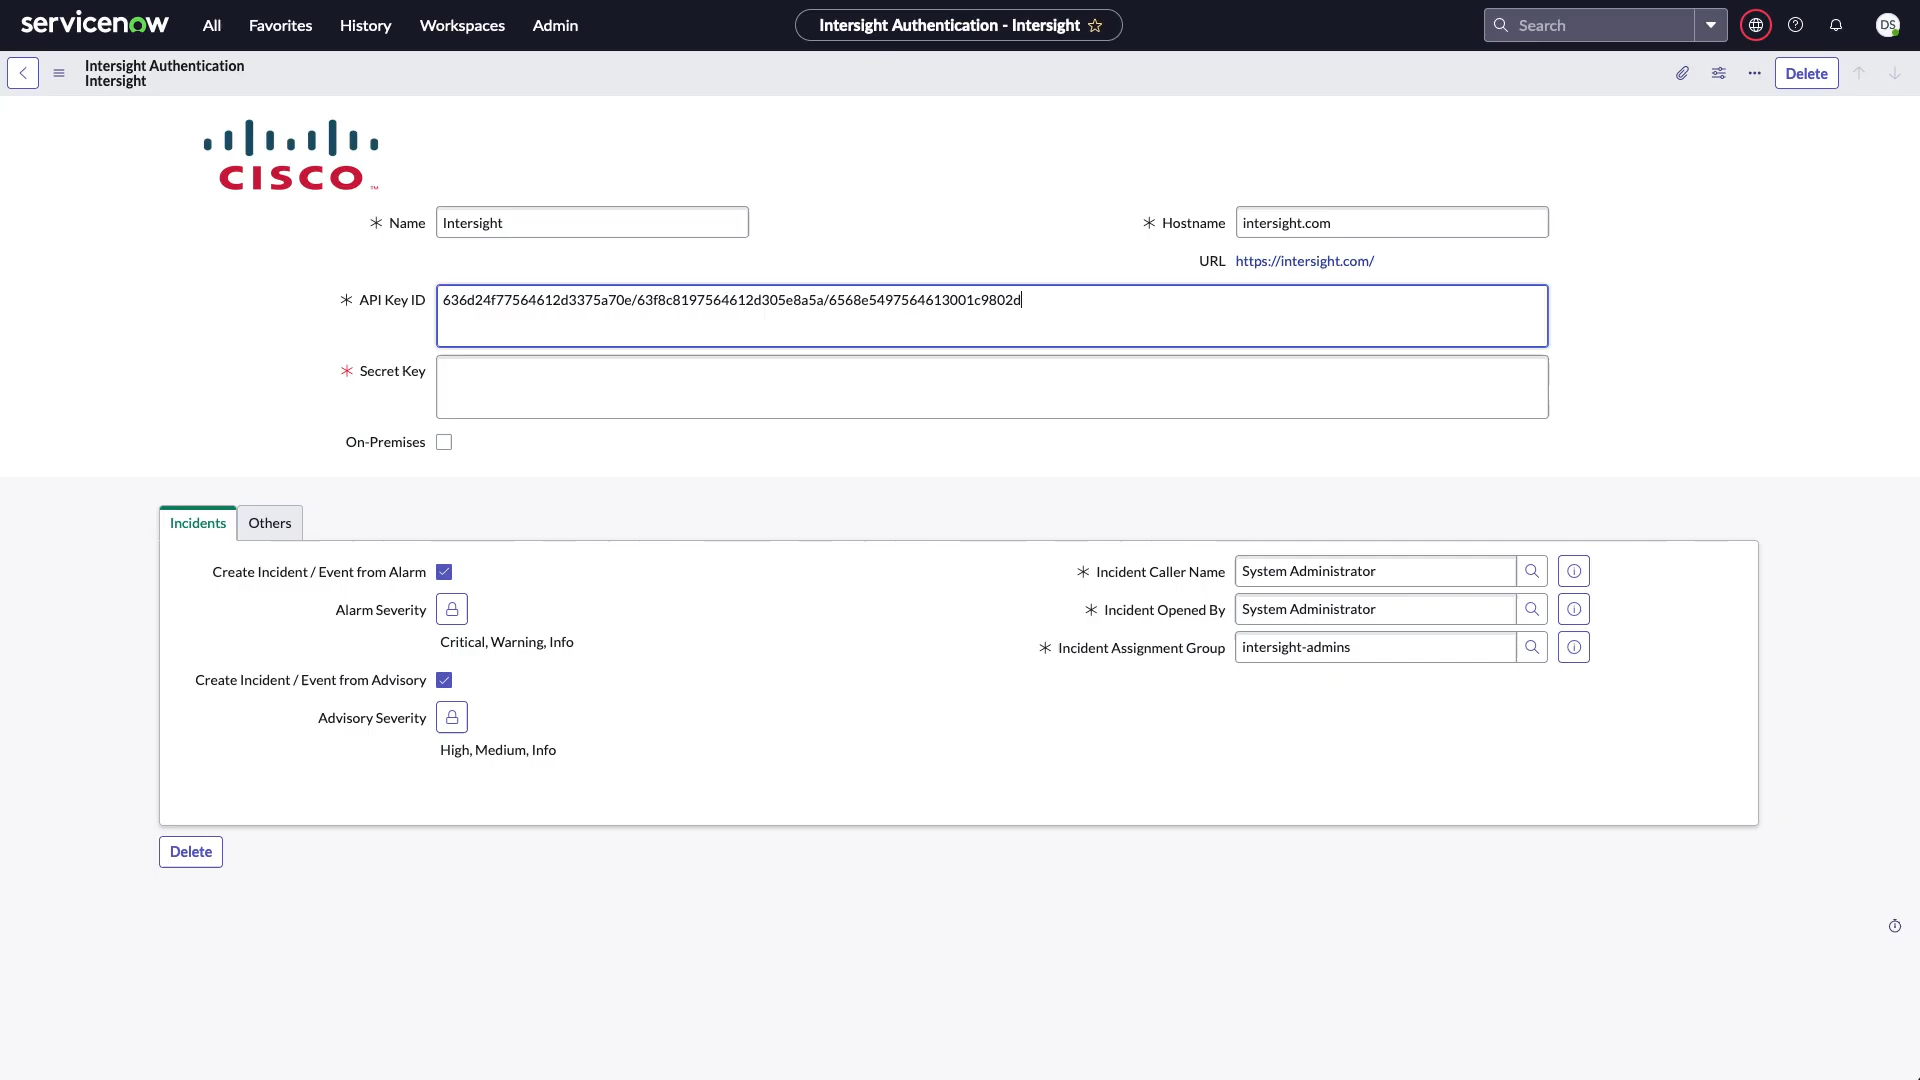 servicenow All Favorites History Workspaces Admin Intersight Authentication - Intersight Search DS
Intersight Authentication
Intersight
Delete
CISCO ™
* Name Intersight
* Hostname intersight.com
URL https://intersight.com/
* API Key ID 636d24f77564612d3375a70e/63f8c8197564612d305e8a5a/6568e5497564613001c9802d
* Secret Key
On-Premises
Incidents Others
Create Incident / Event from Alarm
Alarm Severity
Critical, Warning, Info
Create Incident / Event from Advisory
Advisory Severity
High, Medium, Info
* Incident Caller Name System Administrator
* Incident Opened By System Administrator
* Incident Assignment Group intersight-admins
Delete